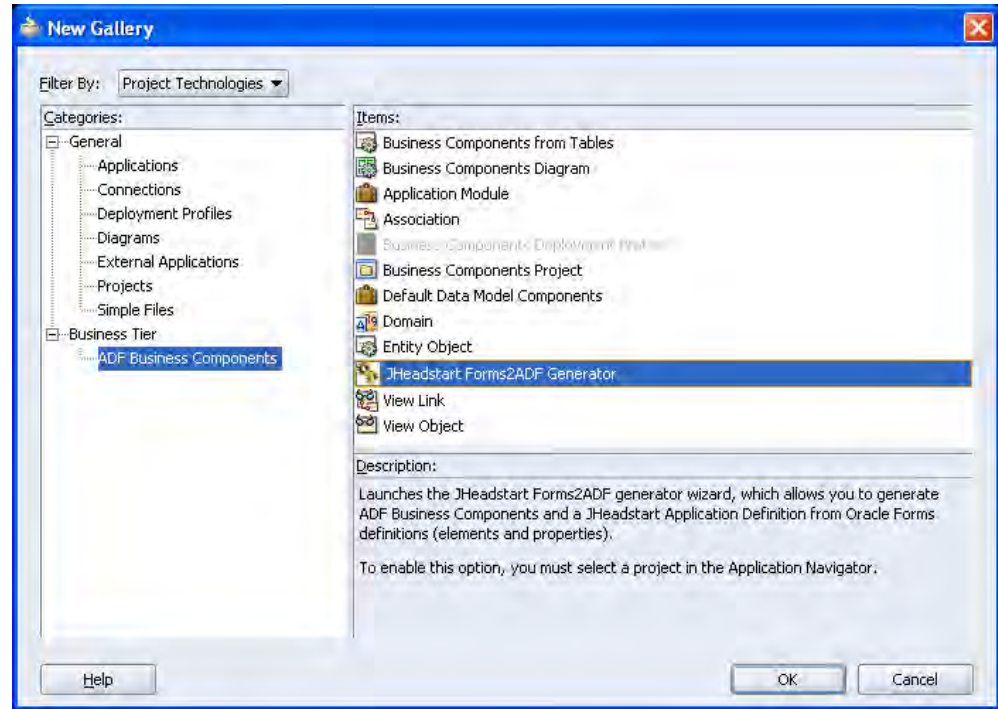 New Gallery
Filter By: Project Technologies
Categories:
General
Applications
Connections
Deployment Profiles
Diagrams
External Applications
Projects
Simple Files
Business Tier
ADF Business Components
Items:
Business Components from Tables
Business Components Diagram
Application Module
Association
Business Components Deployment
Business Components Project
Default Data Model Components
Domain
Entity Object
JHeadstart Forms2ADF Generator
View Link
View Object
Description:
Launches the JHeadstart Forms2ADF generator wizard, which allows you to generate
ADF Business Components and a JHeadstart Application Definition from Oracle Forms
definitions (elements and properties).
To enable this option, you must select a project in the Application Navigator.
Help
OK
Cancel